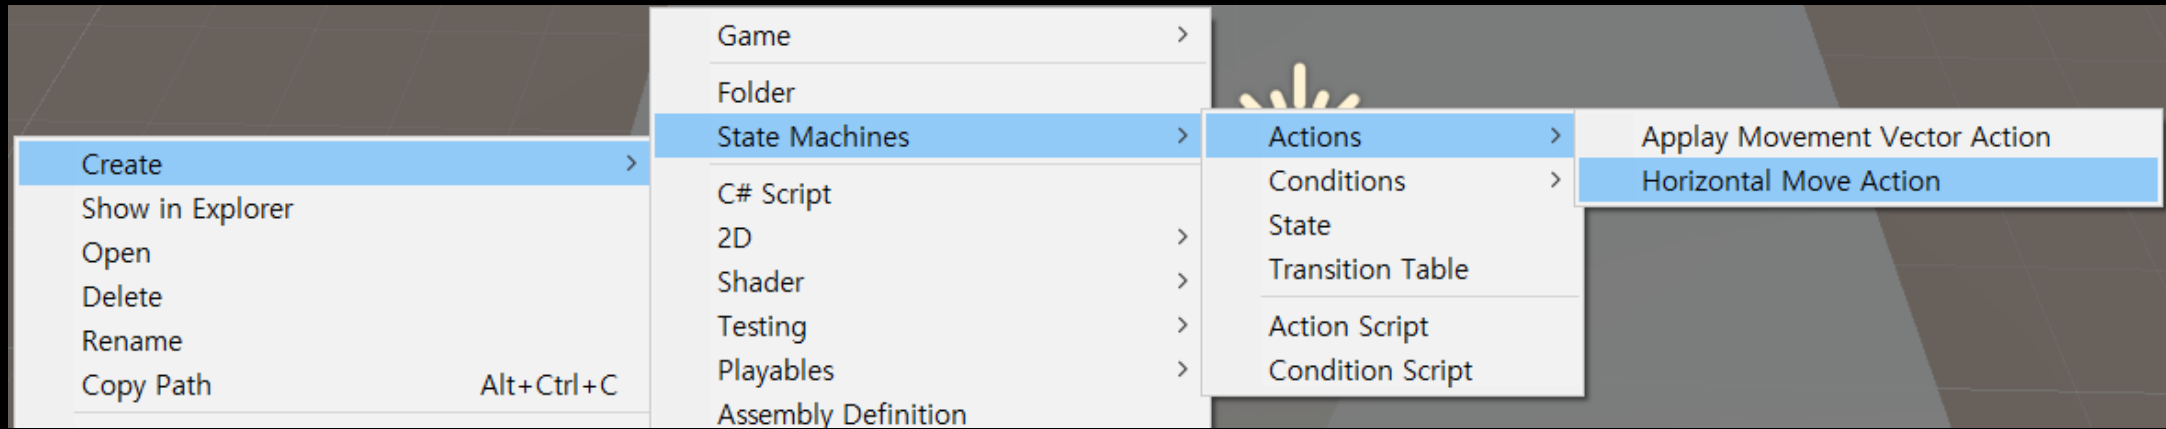 Create
Show in Explorer
Open
Delete
Rename
Copy Path Alt+Ctrl+C
Game
Folder
State Machines
C# Script
2D
Shader
Testing
Playables
Assembly Definition
Actions
Conditions
State
Transition Table
Action Script
Condition Script
Applay Movement Vector Action
Horizontal Move Action